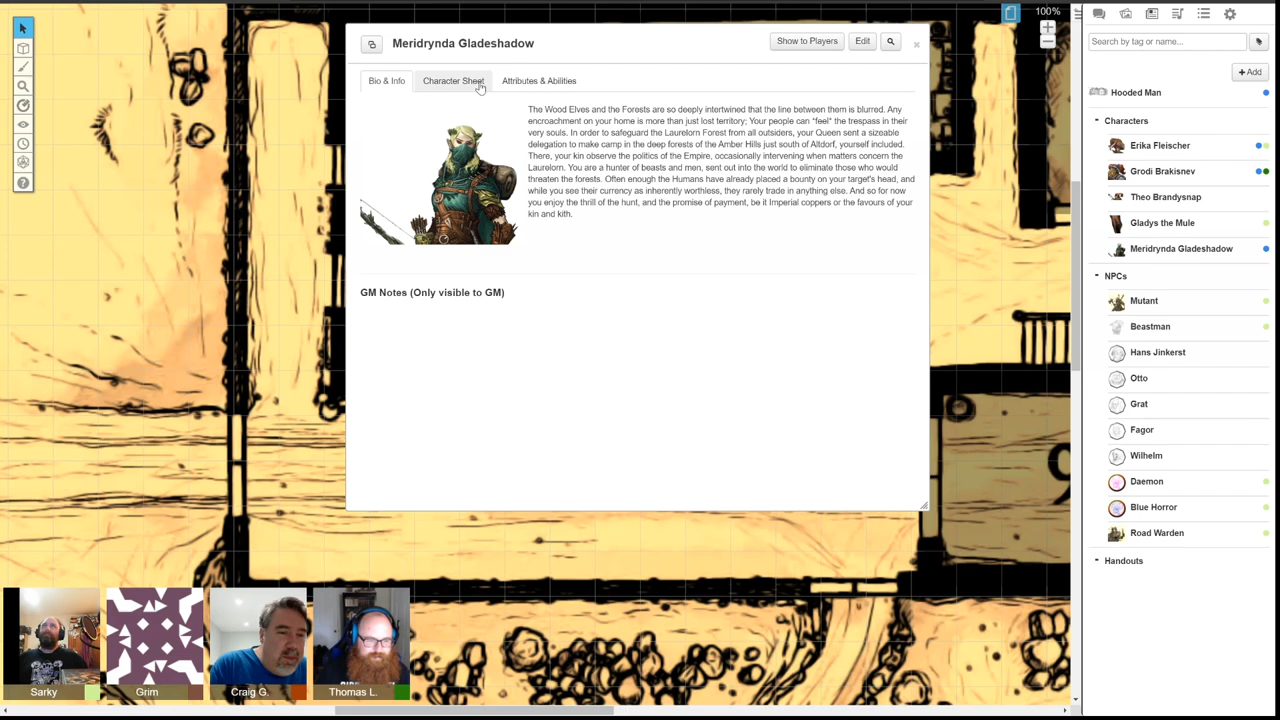 Meridrynda Gladeshadow
Show to Players
Edit
100%
Bio & Info
Character Sheet
Attributes & Abilities
The Wood Elves and the Forests are so deeply intertwined that the line between them is blurred. Any
encroachment on your home is more than just lost territory; Your people can *feel* the trespass in their
very souls. In order to safeguard the Laurelorn Forest from all outsiders, your Queen sent a sizeable
delegation to make camp in the deep forests of the Amber Hills just south of Altdorf, yourself included.
There, your kin observe the politics of the Empire, occasionally intervening when matters concern the
Laurelorn. You are a hunter of beasts and men, sent out into the world to eliminate those who would
threaten the forests. Often enough the Humans have already placed a bounty on your target's head, and
while you see their currency as inherently worthless, they rarely trade in anything else. And so for now
you enjoy the thrill of the hunt, and the promise of payment, be it Imperial coppers or the favours of your
kin and kith.
GM Notes (Only visible to GM)
Search by tag or name...
+ Add
Hooded Man
Characters
Erika Fleischer
Grodi Brakisnev
Theo Brandysnap
Gladys the Mule
Meridrynda Gladeshadow
NPCs
Mutant
Beastman
Hans Jinkerst
Otto
Grat
Fagor
Wilhelm
Daemon
Blue Horror
Road Warden
Handouts
Sarky
Grim
Craig G.
Thomas L.